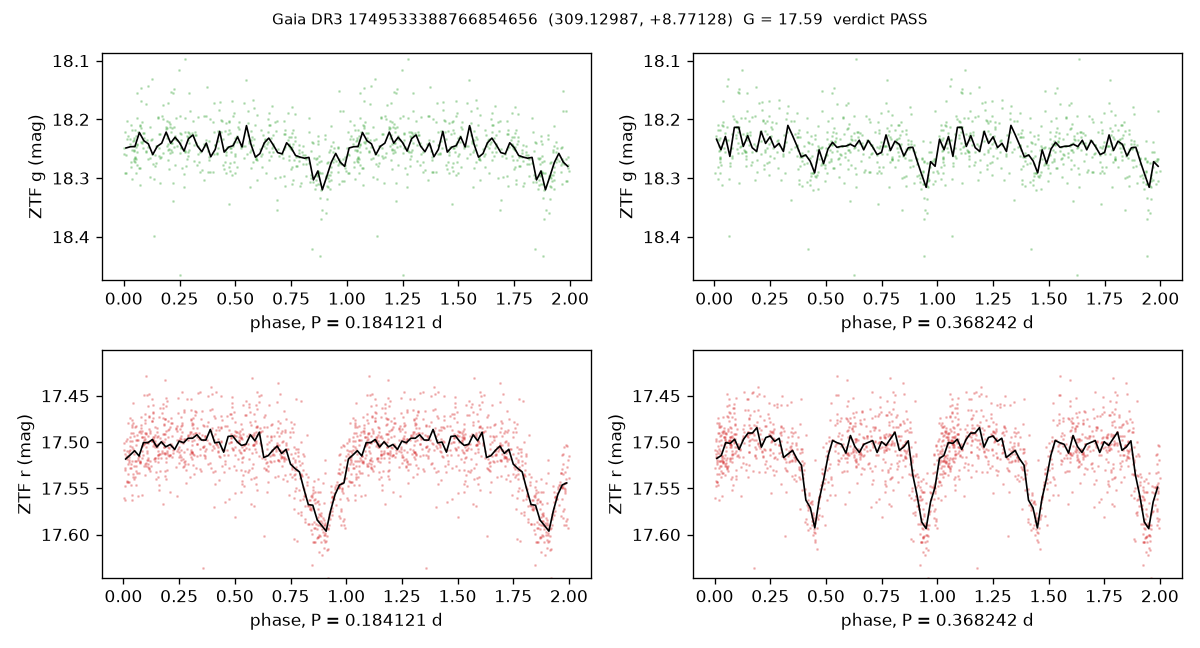 Gaia DR3 1749533388766854656 (309.12987, +8.77128) G = 17.59 verdict PASS
18.1
18.2
18.3
18.4
ZTF g (mag)
0.00 0.25 0.50 0.75 1.00 1.25 1.50 1.75 2.00
phase, P = 0.184121 d
18.1
18.2
18.3
18.4
ZTF g (mag)
0.00 0.25 0.50 0.75 1.00 1.25 1.50 1.75 2.00
phase, P = 0.368242 d
17.45
17.50
17.55
17.60
ZTF r (mag)
0.00 0.25 0.50 0.75 1.00 1.25 1.50 1.75 2.00
phase, P = 0.184121 d
17.45
17.50
17.55
17.60
ZTF r (mag)
0.00 0.25 0.50 0.75 1.00 1.25 1.50 1.75 2.00
phase, P = 0.368242 d